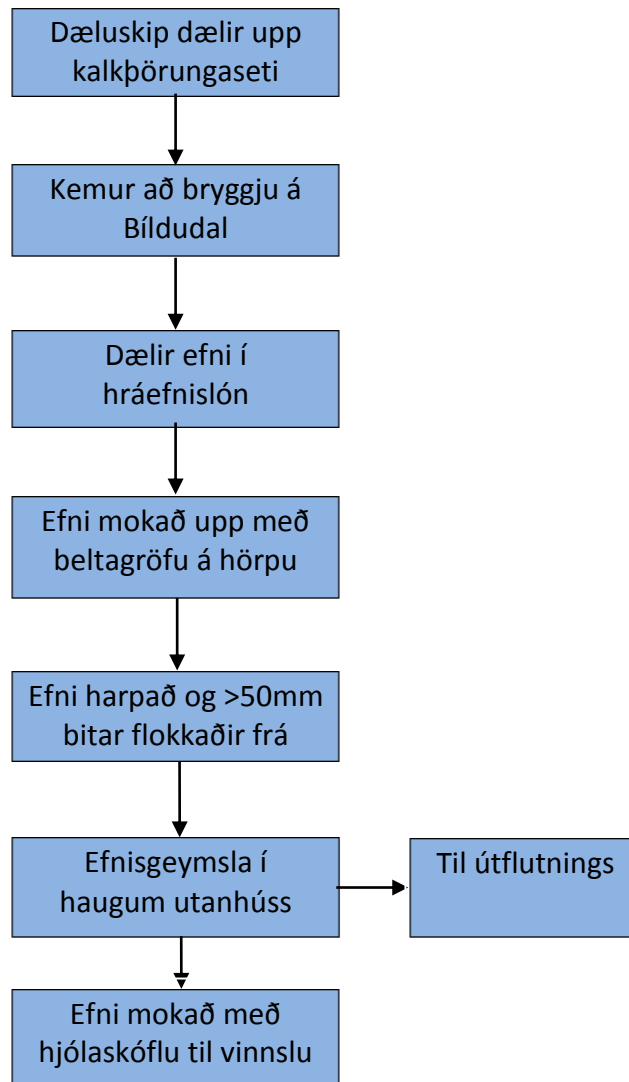 Dæluskip dælir upp
kalkþörungaseti
Kemur að bryggju á
Bíldudal
Dælir efni í
hráefnislón
Efni mokað upp með
beltagröfu á hörpu
Efni harpað og >50mm
bitar flokkaðir frá
Efnisgeymsla í
haugum utanhúss
Til útflutnings
Efni mokað með
hjólaskóflu til vinnslu